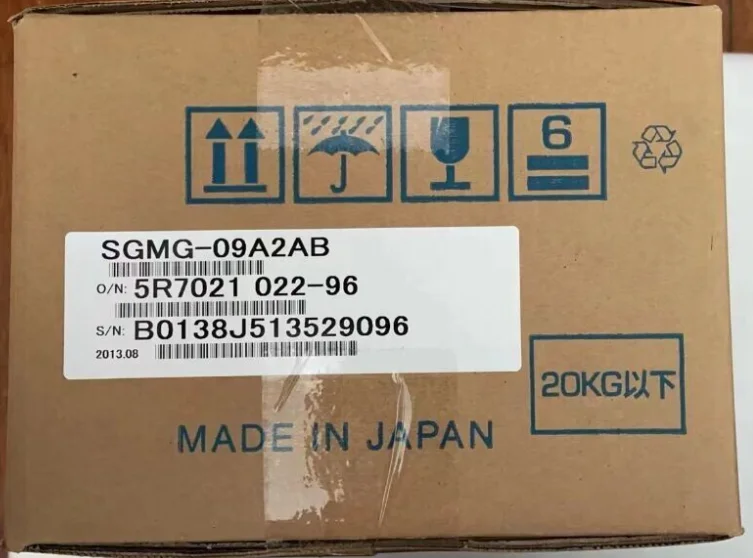 6
SGMG-09A2AB
O/N: 5R7021 022-96
S/N: B0138J513529096
2013.08
20KG以下
MADE IN JAPAN